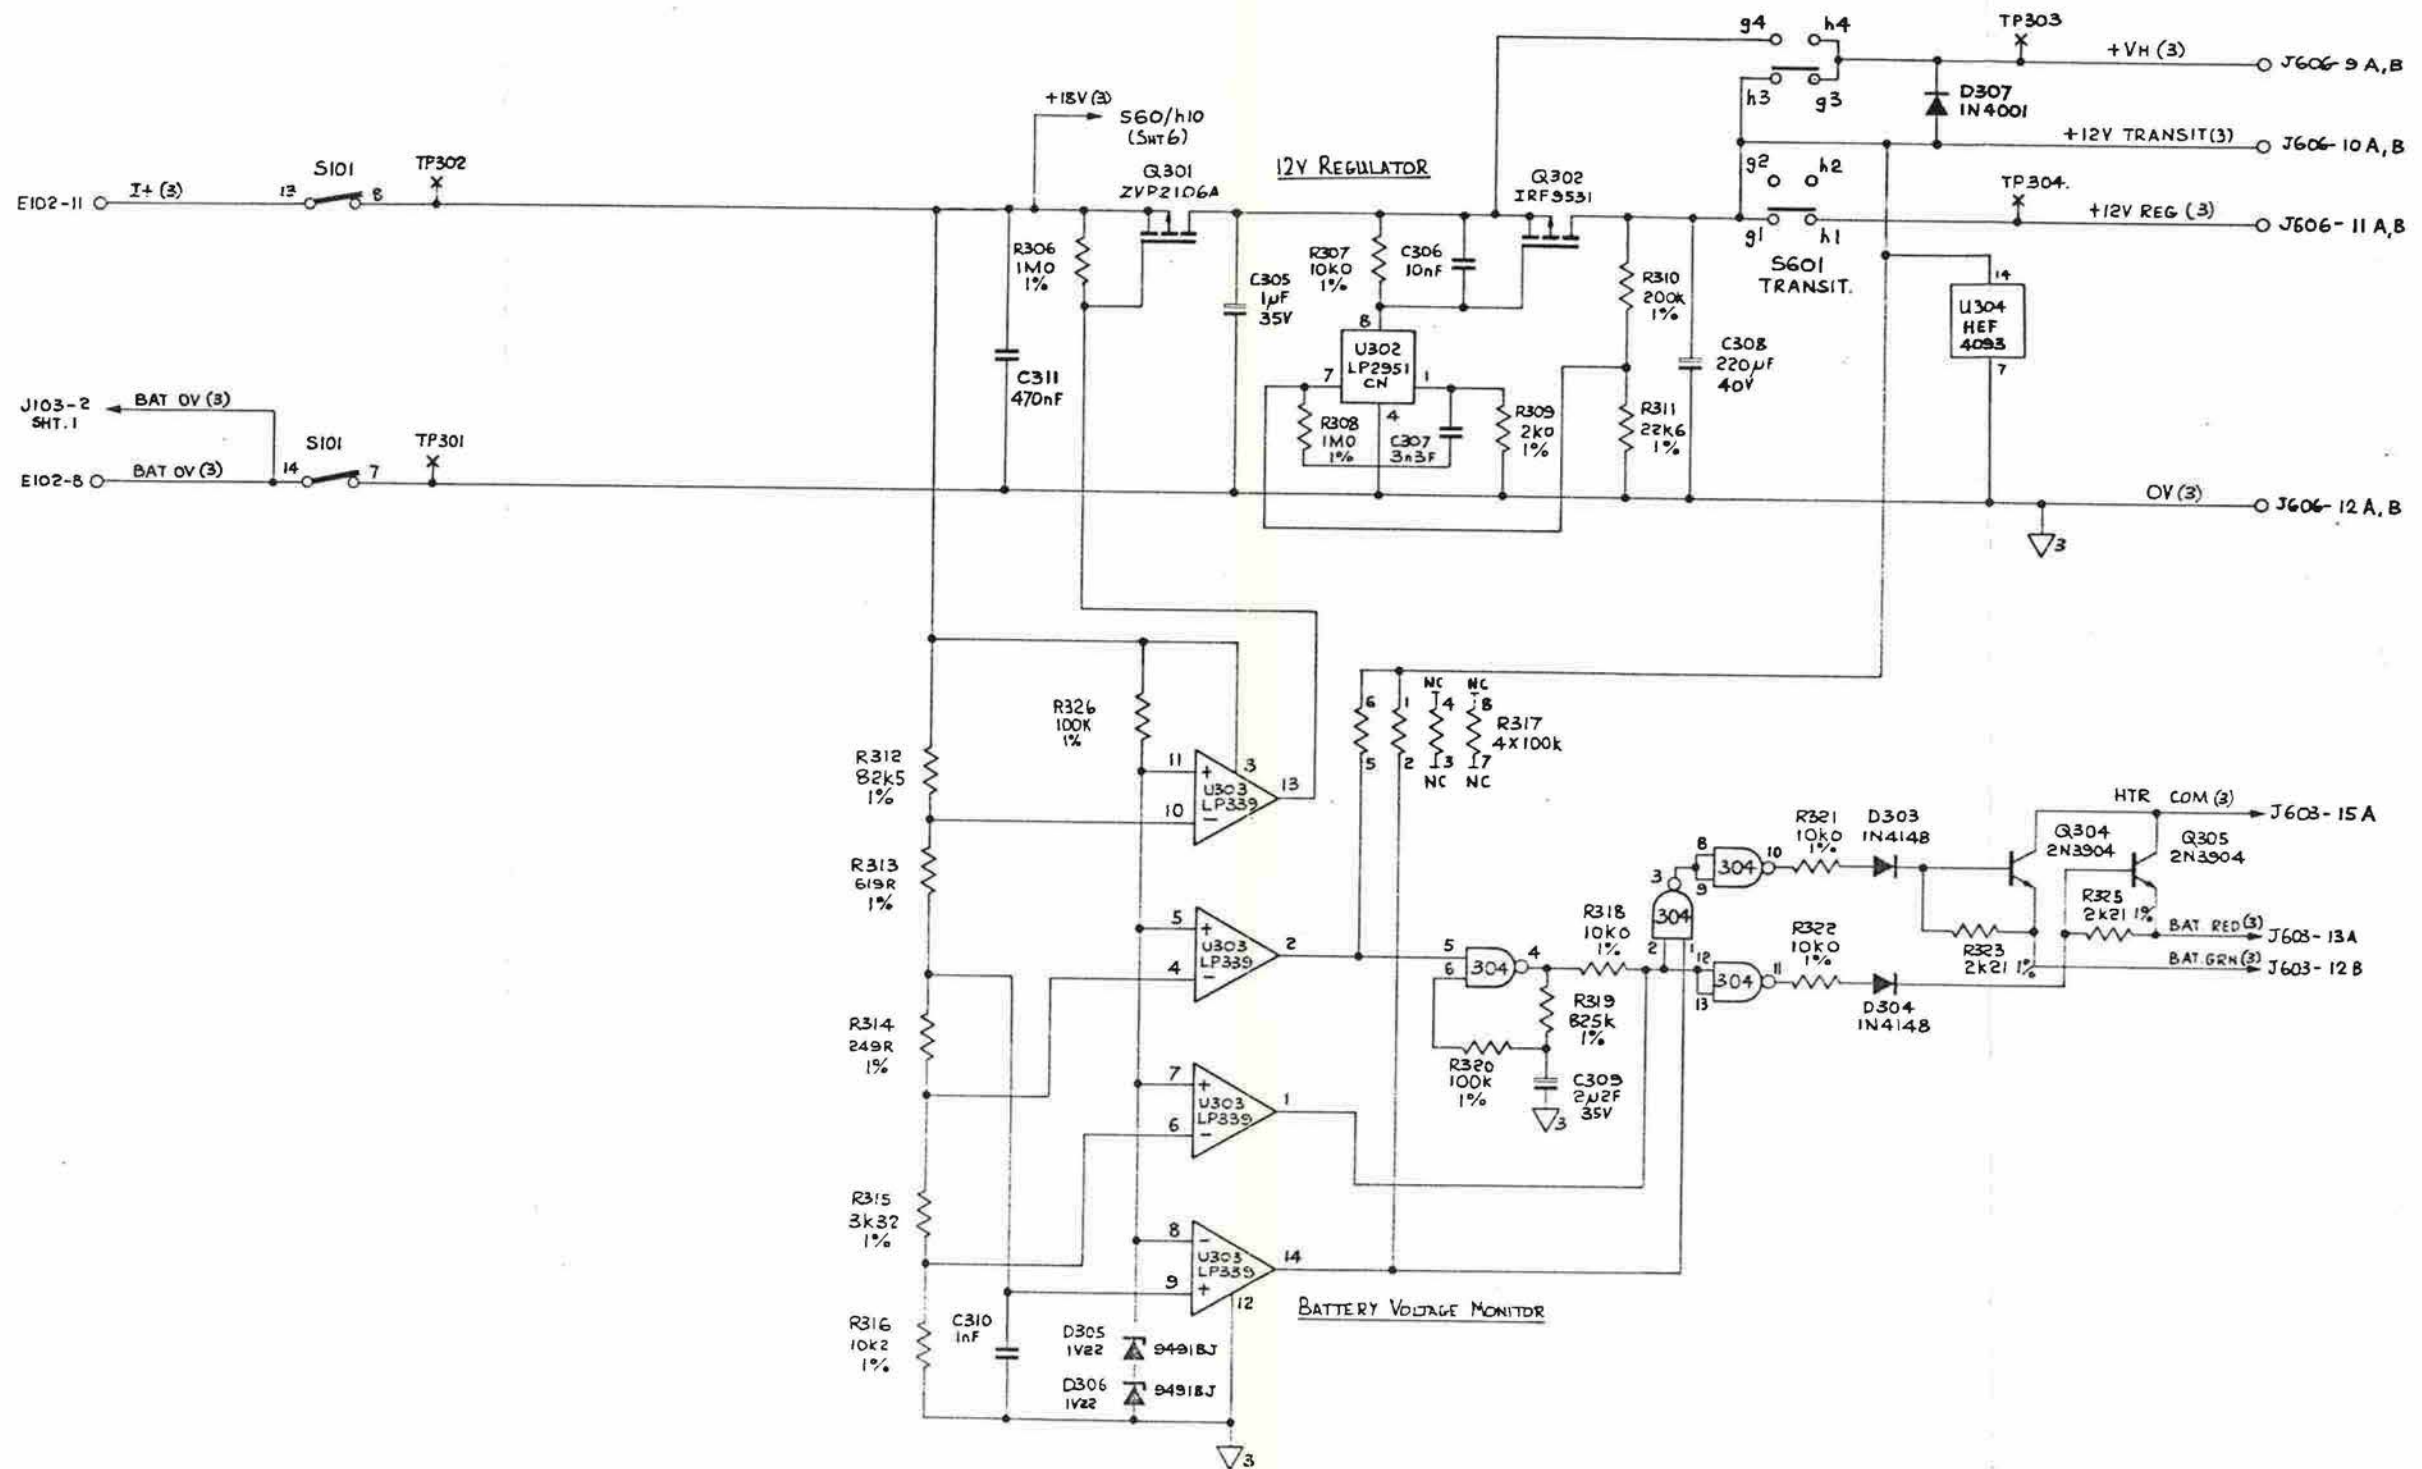 g4 h4
TP303
+VH (3)
J606-9 A,B
h3 g3
D307
1N4001
+12V TRANSIT(3)
J606-10A,B
+18V(3)
S60/h10
(SHT6)
S101
TP302
Q301
ZVP2106A
12V REGULATOR
Q302
IRF9531
g2 h2
TP304.
+12V REG (3)
J606-11 A,B
E102-11
I+ (3)
13 8
g1 h1
S601
TRANSIT.
R306
1M0
1%
C305
1µF
35V
R307
10K0
1%
C306
10nF
R310
200k
1%
14
U304
HEF
4093
7
C311
470nF
8
U302
LP2951
CN
7 1
4
C308
220µF
40V
R308
1M0
1%
C307
3n3F
R309
2k0
1%
R311
22k6
1%
J103-2
SHT.1
BAT 0V (3)
S101
TP301
E102-8
BAT 0V (3)
14 7
0V (3)
J606-12 A, B
3
R326
100K
1%
6 1
NC NC
4 8
R317
4X100k
5 2 3 7
NC NC
R312
82k5
1%
11 +
3
U303
LP339
13
10 −
R313
619R
1%
HTR COM (3)
J603-15A
R321
10k0
1%
D303
1N4148
Q304
2N3904
Q305
2N3904
8
9
304
10
3
304
2 1
5 +
U303
LP339
2
4 −
5
6
304
4
R318
10k0
1%
12
13
304
11
R322
10k0
1%
D304
1N4148
R323
2k21 1%
R325
2k21 1%
BAT. RED (3)
J603-13A
BAT.GRN (3)
J603-12B
R314
249R
1%
R319
825k
1%
R320
100k
1%
C309
2µ2F
35V
3
7 +
U303
LP339
1
6 −
R315
3k32
1%
8 −
U303
LP339
14
9 +
12
BATTERY VOLTAGE MONITOR
R316
10k2
1%
C310
1nF
D305
1V22
9491BJ
D306
1V22
9491BJ
3